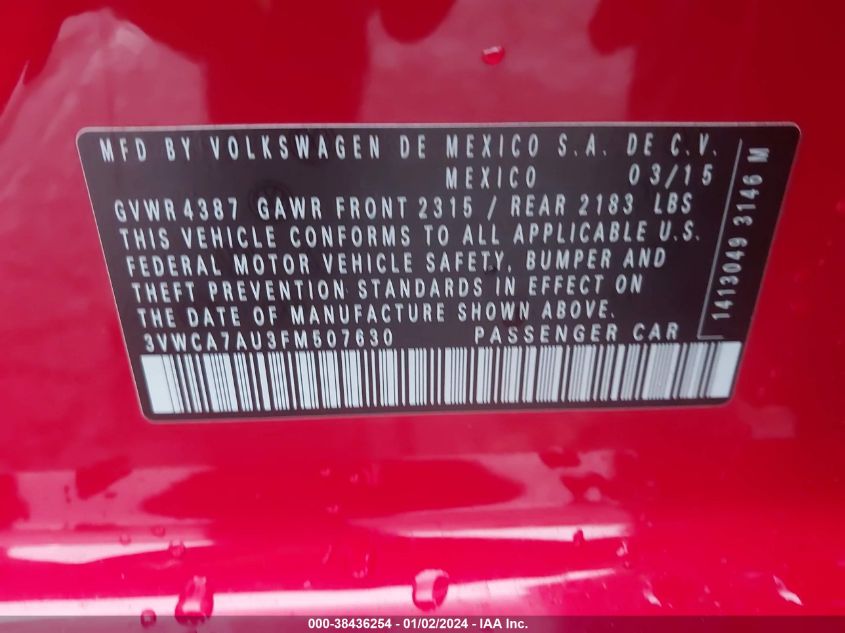 MFD BY VOLKSWAGEN DE MEXICO S.A. DE C.V.
MEXICO 03/15
GVWR 4387 GAWR FRONT 2315 / REAR 2183 LBS
THIS VEHICLE CONFORMS TO ALL APPLICABLE U.S.
FEDERAL MOTOR VEHICLE SAFETY, BUMPER AND
THEFT PREVENTION STANDARDS IN EFFECT ON
THE DATE OF MANUFACTURE SHOWN ABOVE.
3VWCA7AU3FM507630 PASSENGER CAR
1413049 3146 M
000-38436254 - 01/02/2024 - IAA Inc.